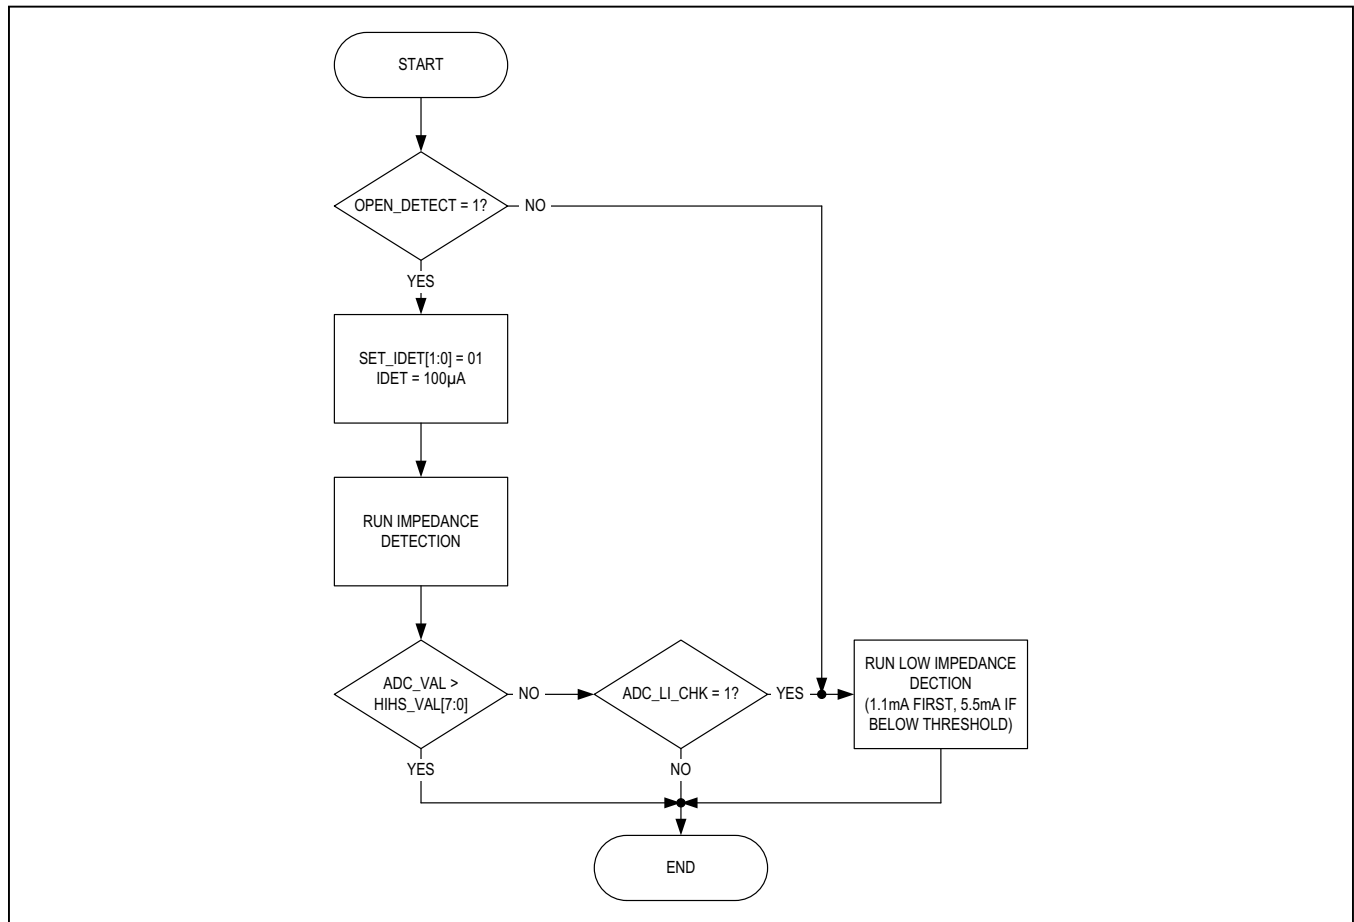 START
OPEN_DETECT = 1?
NO
YES
SET_IDET[1:0] = 01
IDET = 100µA
RUN IMPEDANCE
DETECTION
ADC_VAL >
HIHS_VAL[7:0]
NO
ADC_LI_CHK = 1?
YES
RUN LOW IMPEDANCE
DECTION
(1.1mA FIRST, 5.5mA IF
BELOW THRESHOLD)
YES
NO
END